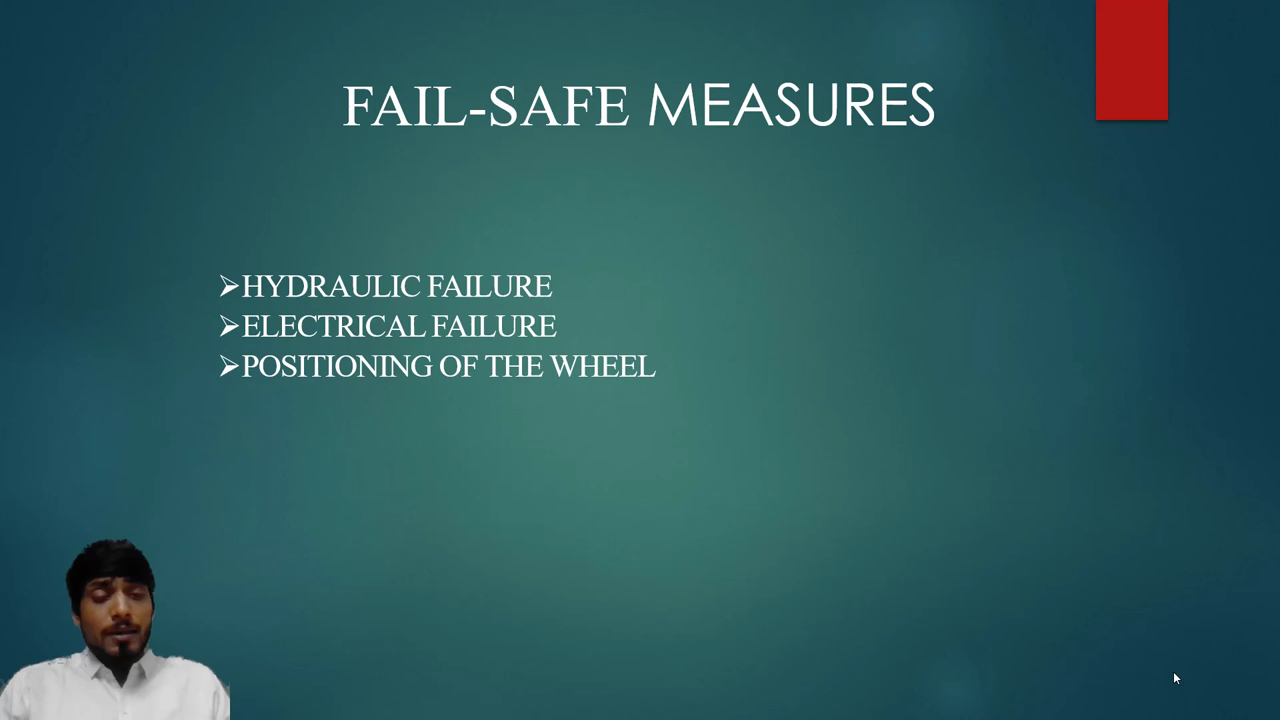 FAIL-SAFE MEASURES
➢HYDRAULIC FAILURE
➢ELECTRICAL FAILURE
➢POSITIONING OF THE WHEEL